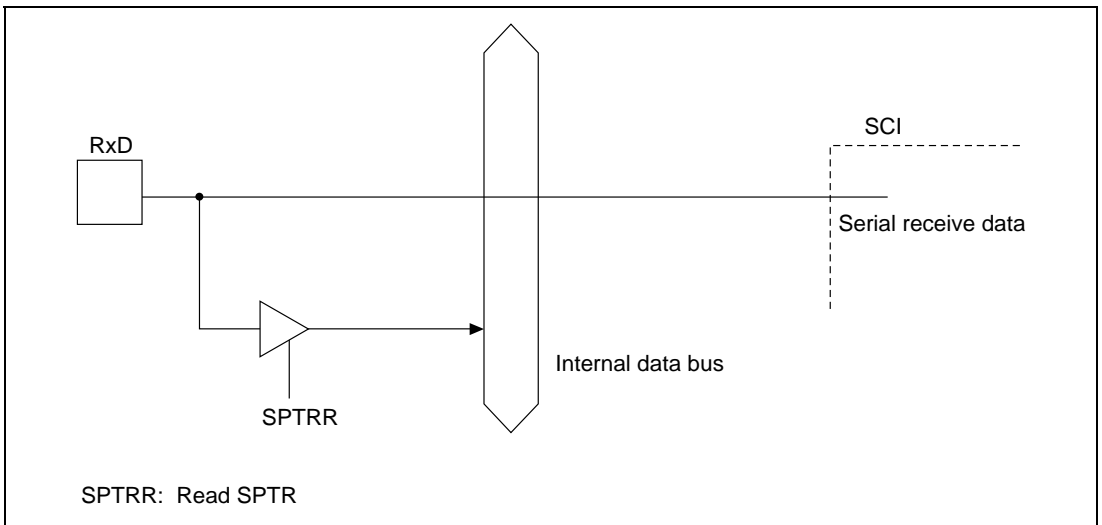 RxD
SCI
Serial receive data
Internal data bus
SPTRR
SPTRR: Read SPTR